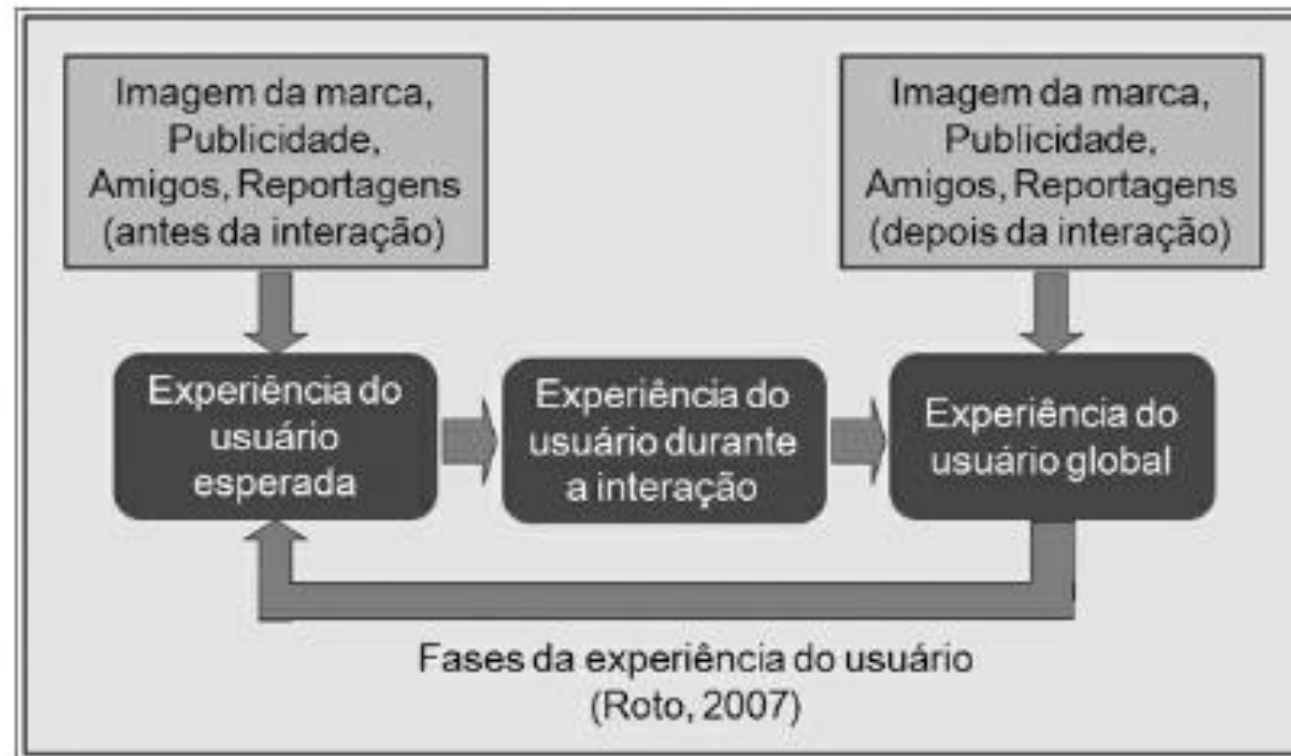 Imagem da marca,
Publicidade,
Amigos, Reportagens
(antes da interação)
Imagem da marca,
Publicidade,
Amigos, Reportagens
(depois da interação)
Experiência do
usuário
esperada
Experiência do
usuário durante
a interação
Experiência do
usuário global
Fases da experiência do usuário
(Roto, 2007)